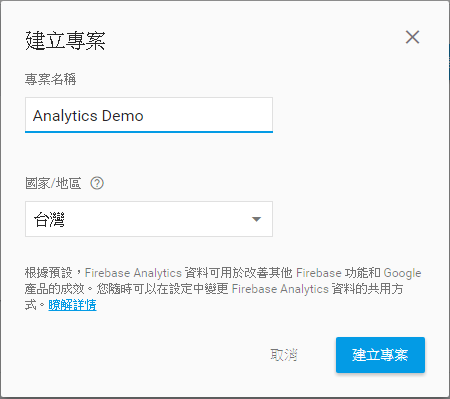 建立專案
專案名稱
Analytics Demo
國家/地區
台灣
根據預設，Firebase Analytics 資料可用於改善其他 Firebase 功能和 Google
產品的成效。您隨時可以在設定中變更 Firebase Analytics 資料的共用方
式。瞭解詳情
取消
建立專案